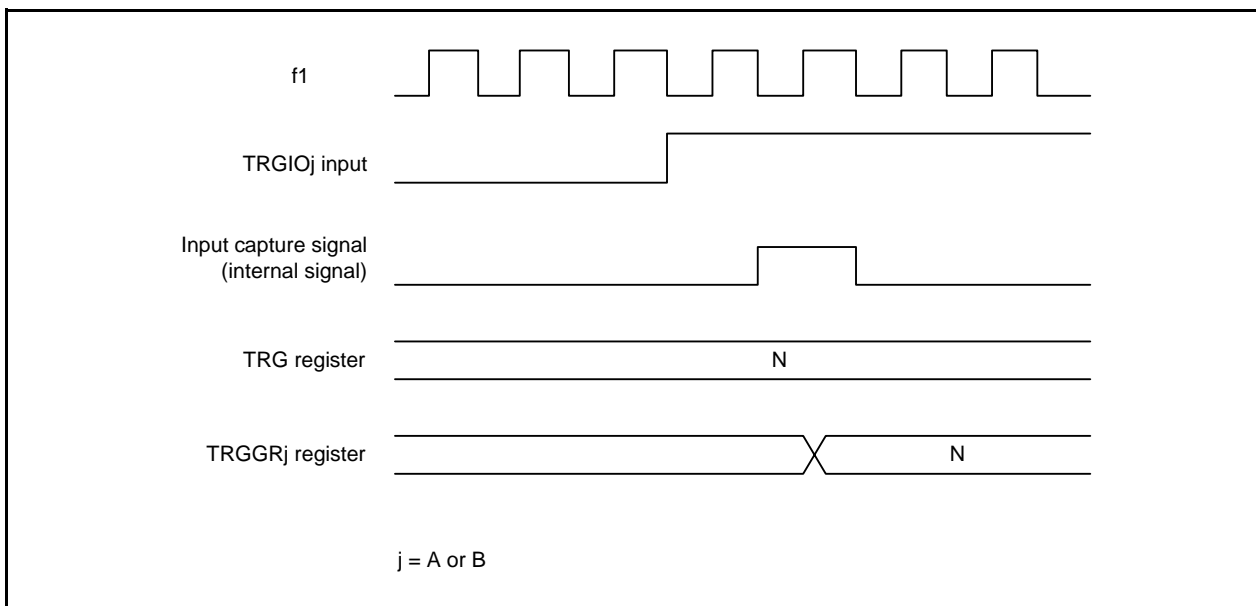 f1
TRGIOj input
Input capture signal
(internal signal)
TRG register
N
TRGGRj register
N
j = A or B